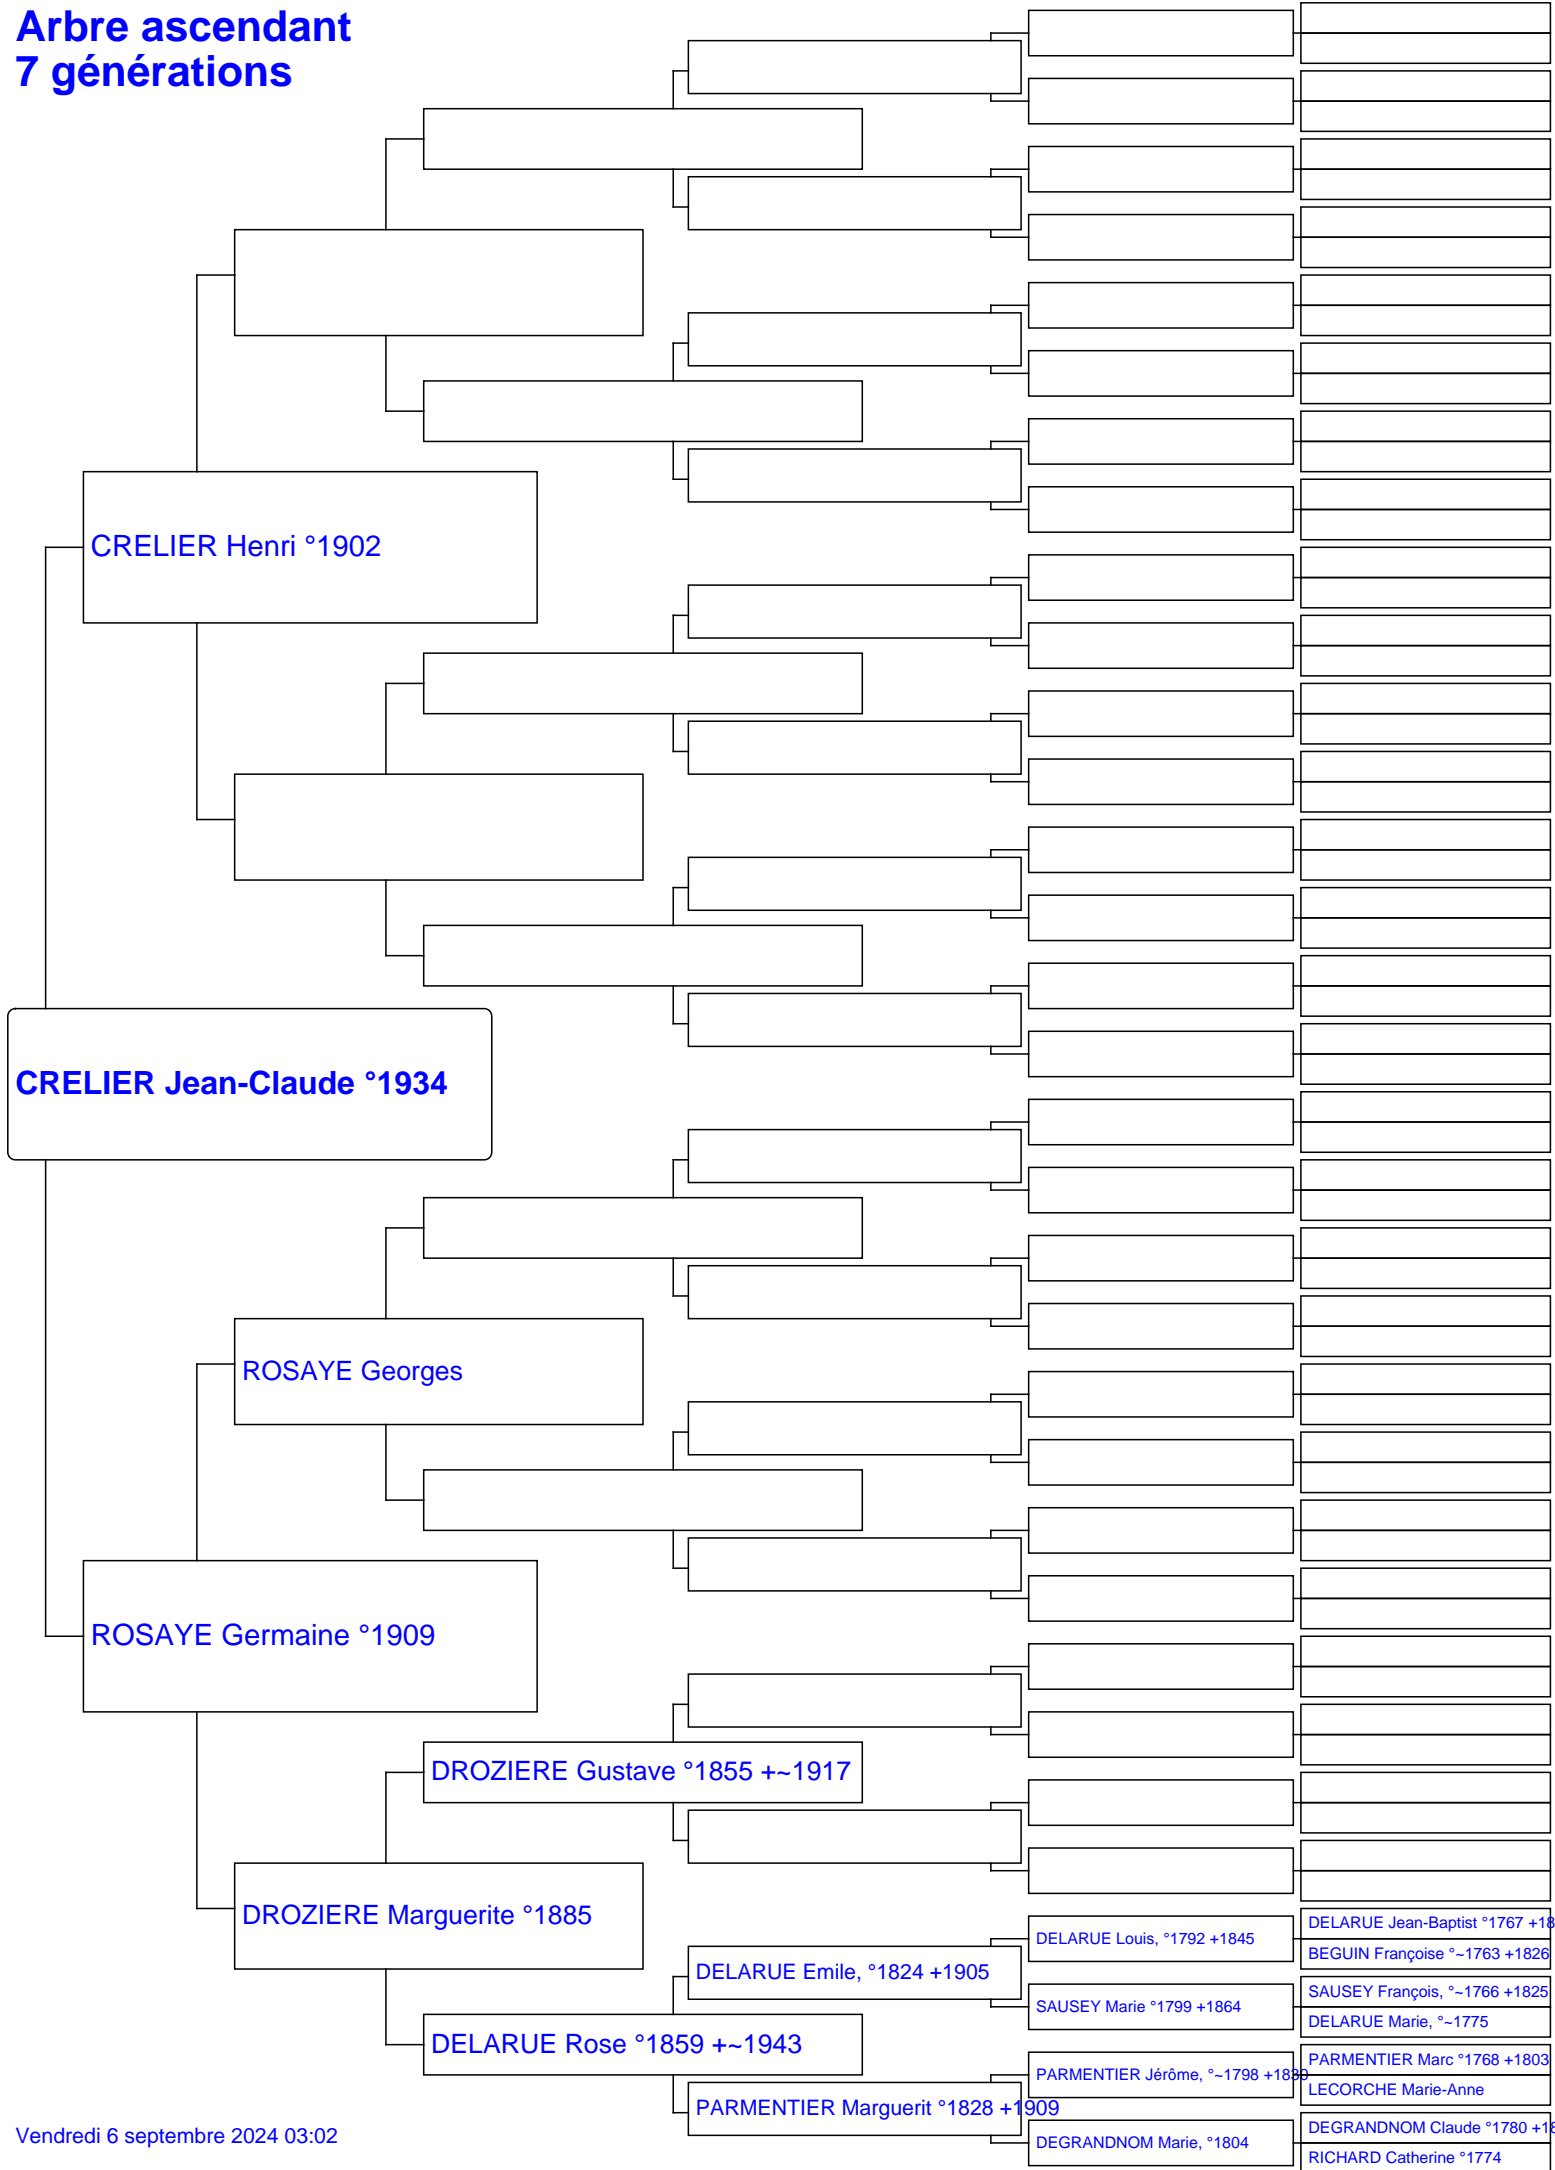 Arbre ascendant
7 générations
CRELIER Henri °1902
CRELIER Jean-Claude °1934
ROSAYE Georges
ROSAYE Germaine °1909
DROZIERE Gustave °1855 +~1917
DROZIERE Marguerite °1885
DELARUE Rose °1859 +~1943
DELARUE Emile, °1824 +1905
PARMENTIER Marguerit °1828 +1909
DELARUE Louis, °1792 +1845
SAUSEY Marie °1799 +1864
PARMENTIER Jérôme, °~1798 +1830
DEGRANDNOM Marie, °1804
DELARUE Jean-Baptist °1767 +18
BEGUIN Françoise °~1763 +1826
SAUSEY François, °~1766 +1825
DELARUE Marie, °~1775
PARMENTIER Marc °1768 +1803
LECORCHE Marie-Anne
DEGRANDNOM Claude °1780 +18
RICHARD Catherine °1774
Vendredi 6 septembre 2024 03:02